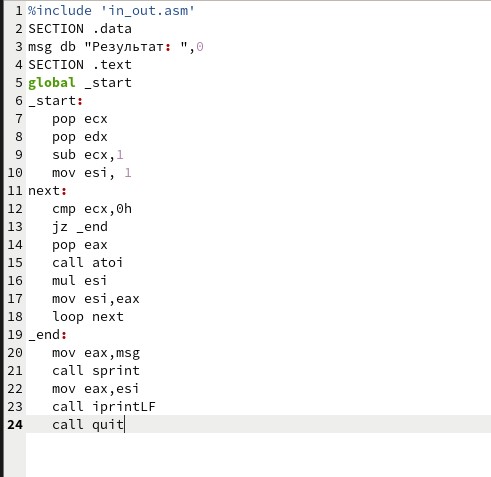 1 %include 'in_out.asm'
2 SECTION .data
3 msg db "Результат: ",0
4 SECTION .text
5 global _start
6 _start:
7 pop ecx
8 pop edx
9 sub ecx,1
10 mov esi, 1
11 next:
12 cmp ecx,0h
13 jz _end
14 pop eax
15 call atoi
16 mul esi
17 mov esi,eax
18 loop next
19 _end:
20 mov eax,msg
21 call sprint
22 mov eax,esi
23 call iprintLF
24 call quit